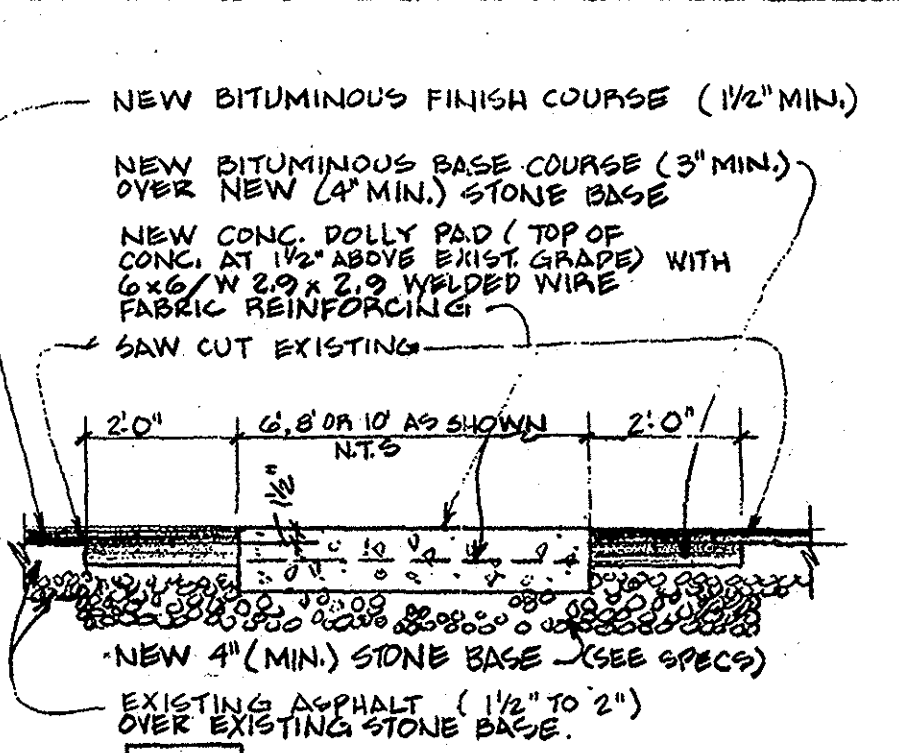 NEW BITUMINOUS FINISH COURSE (1½" MIN.)
NEW BITUMINOUS BASE COURSE (3" MIN.)
OVER NEW (4" MIN.) STONE BASE
NEW CONC. DOLLY PAD ( TOP OF
CONC. AT 1½" ABOVE EXIST. GRADE) WITH
6x6/W 2.9 x 2.9 WELDED WIRE
FABRIC REINFORCING
SAW CUT EXISTING
2'.0" 6', 8' OR 10' AS SHOWN 2'.0"
N.T.S
1½"
NEW 4" (MIN.) STONE BASE (SEE SPECS)
EXISTING ASPHALT ( 1½" TO 2")
OVER EXISTING STONE BASE.